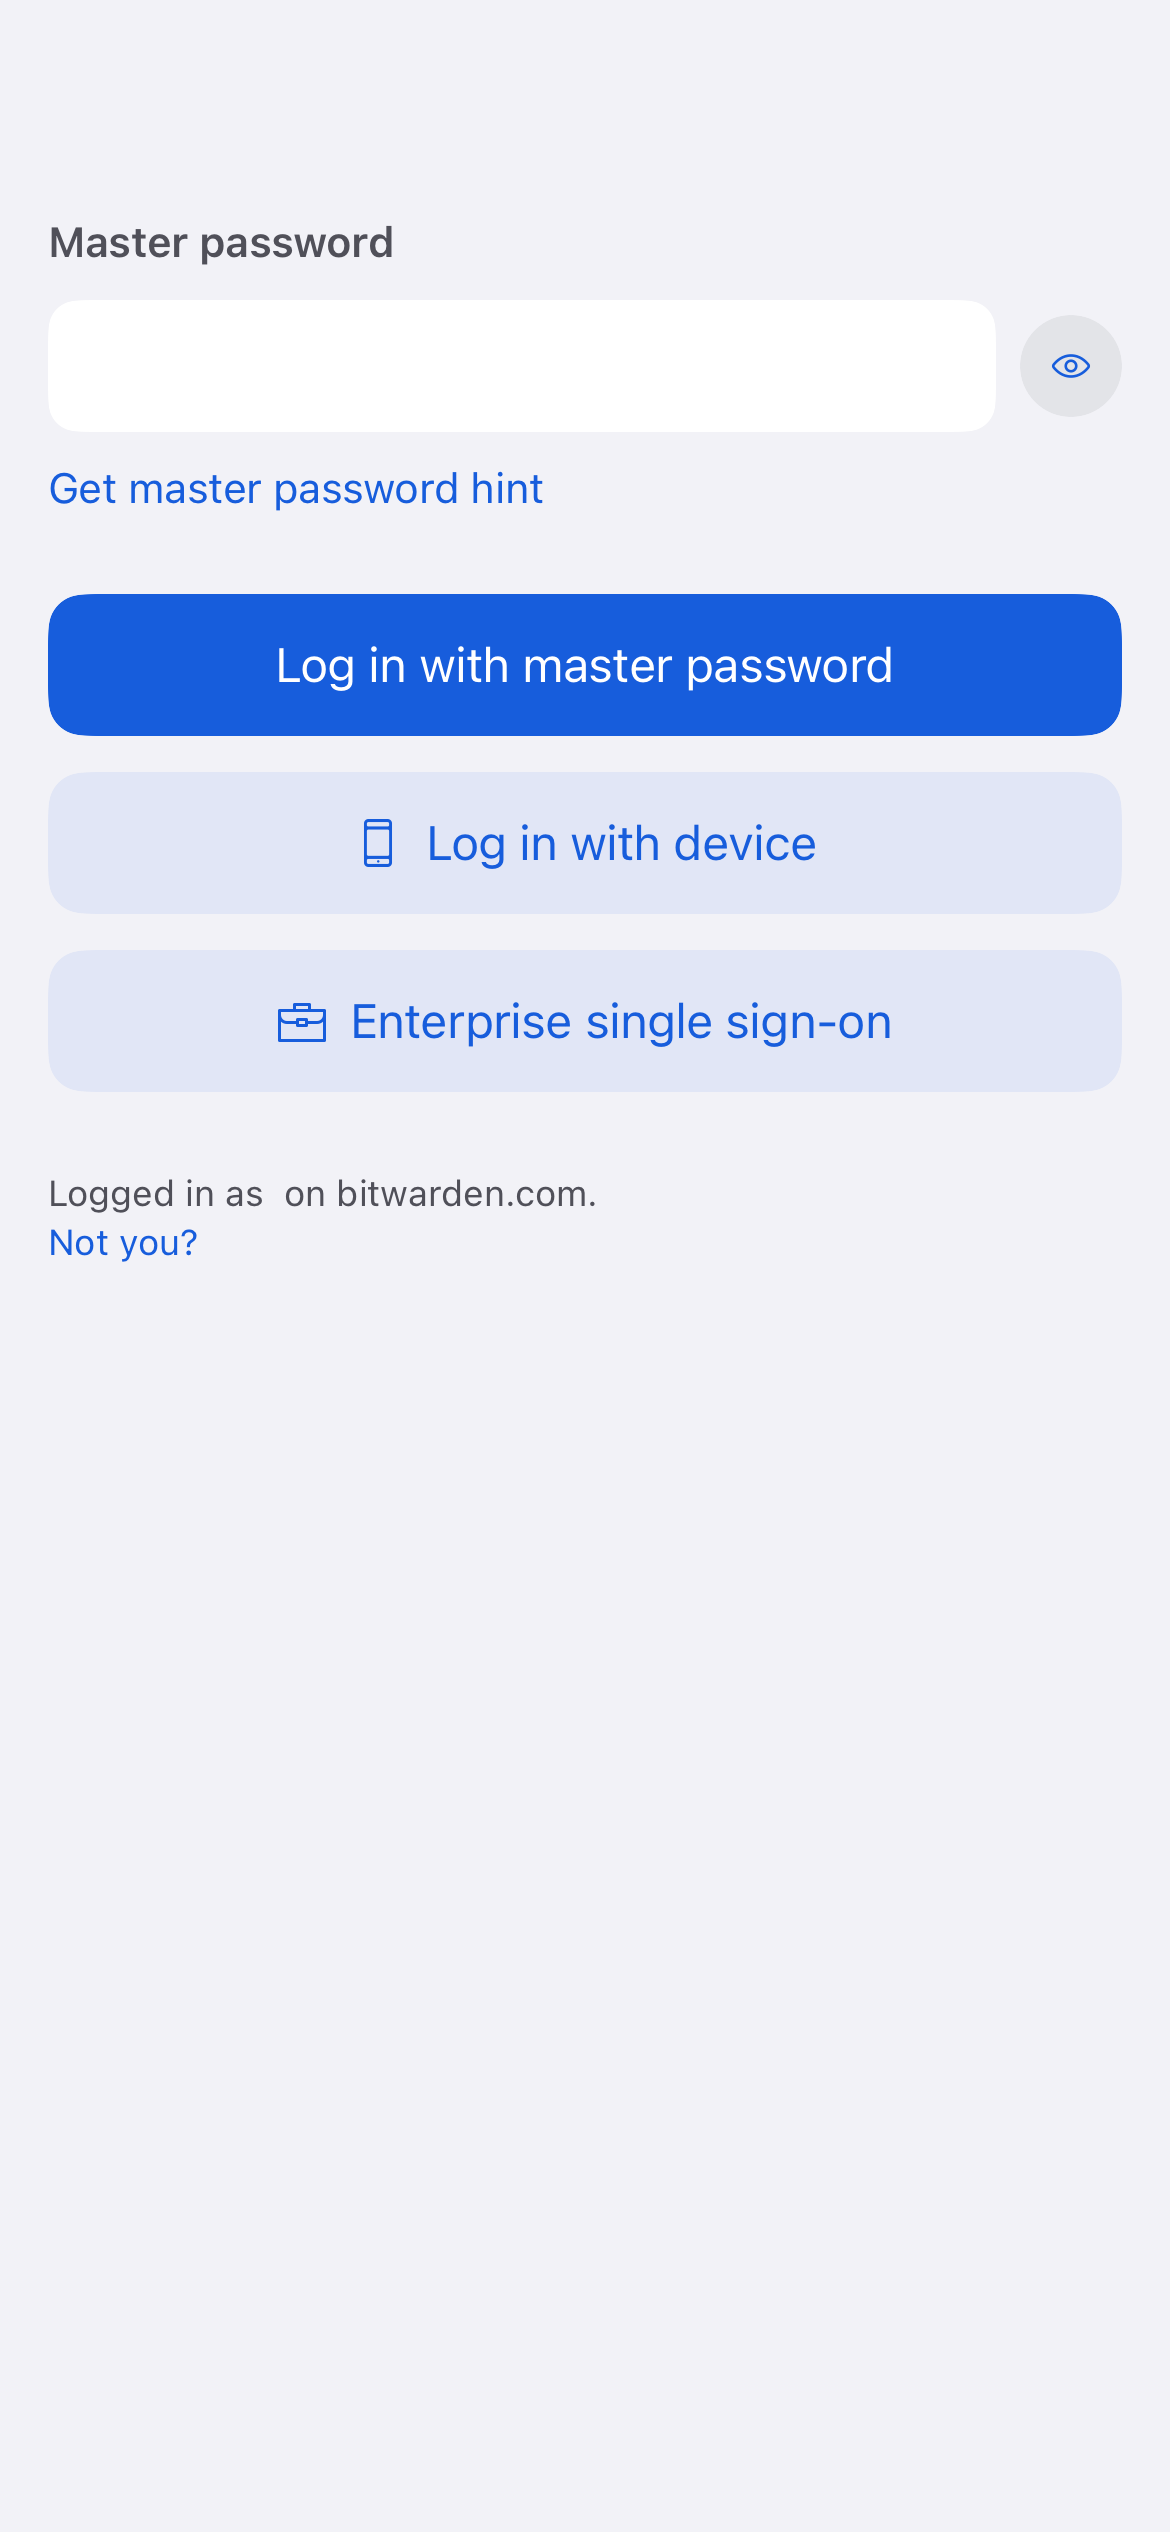 Master password
Get master password hint
Log in with master password
Log in with device
Enterprise single sign-on
Logged in as  on bitwarden.com.
Not you?